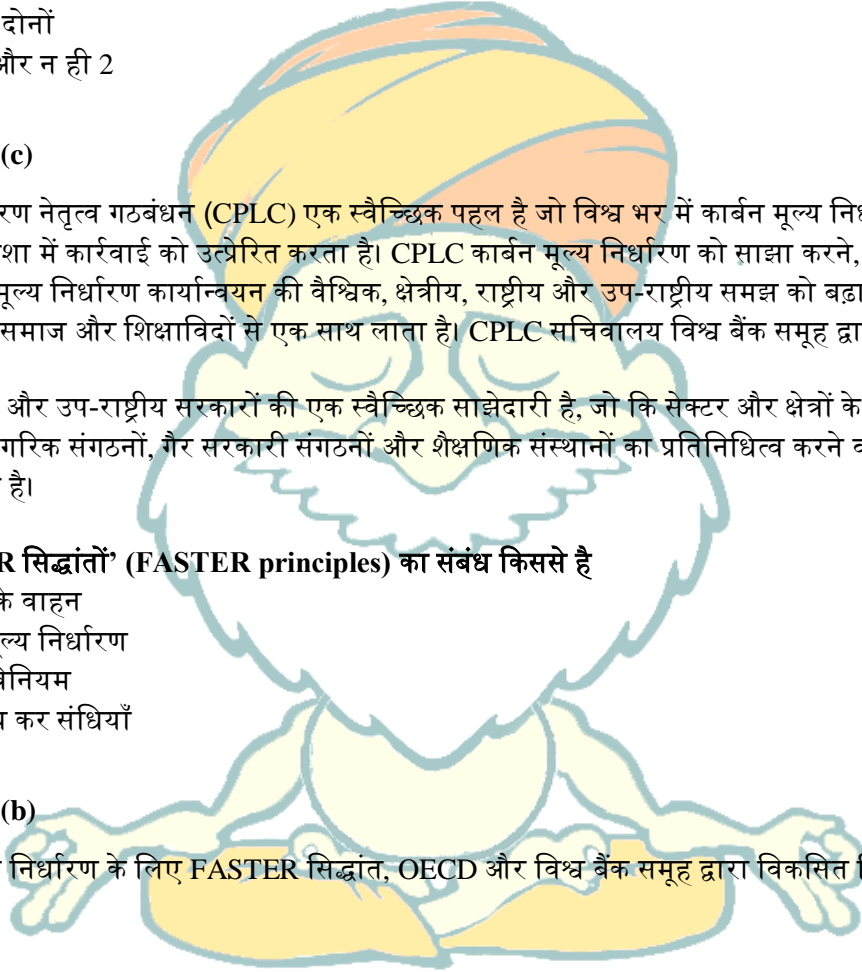 दोनों
और न ही 2
(c)
रण नेतृत्व गठबंधन (CPLC) एक स्वैच्छिक पहल है जो विश्व भर में कार्बन मूल्य
शा में कार्रवाई को उत्प्रेरित करता है। CPLC कार्बन मूल्य निर्धारण को साझा करने,
मूल्य निर्धारण कार्यान्वयन की वैश्विक, क्षेत्रीय, राष्ट्रीय और उप-राष्ट्रीय समझ को
समाज और शिक्षाविदों से एक साथ लाता है। CPLC सचिवालय विश्व बैंक समूह
और उप-राष्ट्रीय सरकारों की एक स्वैच्छिक साझेदारी है, जो कि सेक्टर और क्षेत्रों के
गरिक संगठनों, गैर सरकारी संगठनों और शैक्षणिक संस्थानों का प्रतिनिधित्व करने
है।
R सिद्धांतों’ (FASTER principles) का संबंध किससे है
के वाहन
ल्य निर्धारण
वेनियम
कर संधियाँ
(b)
निर्धारण के लिए FASTER सिद्धांत, OECD और विश्व बैंक समूह द्वारा विकसित